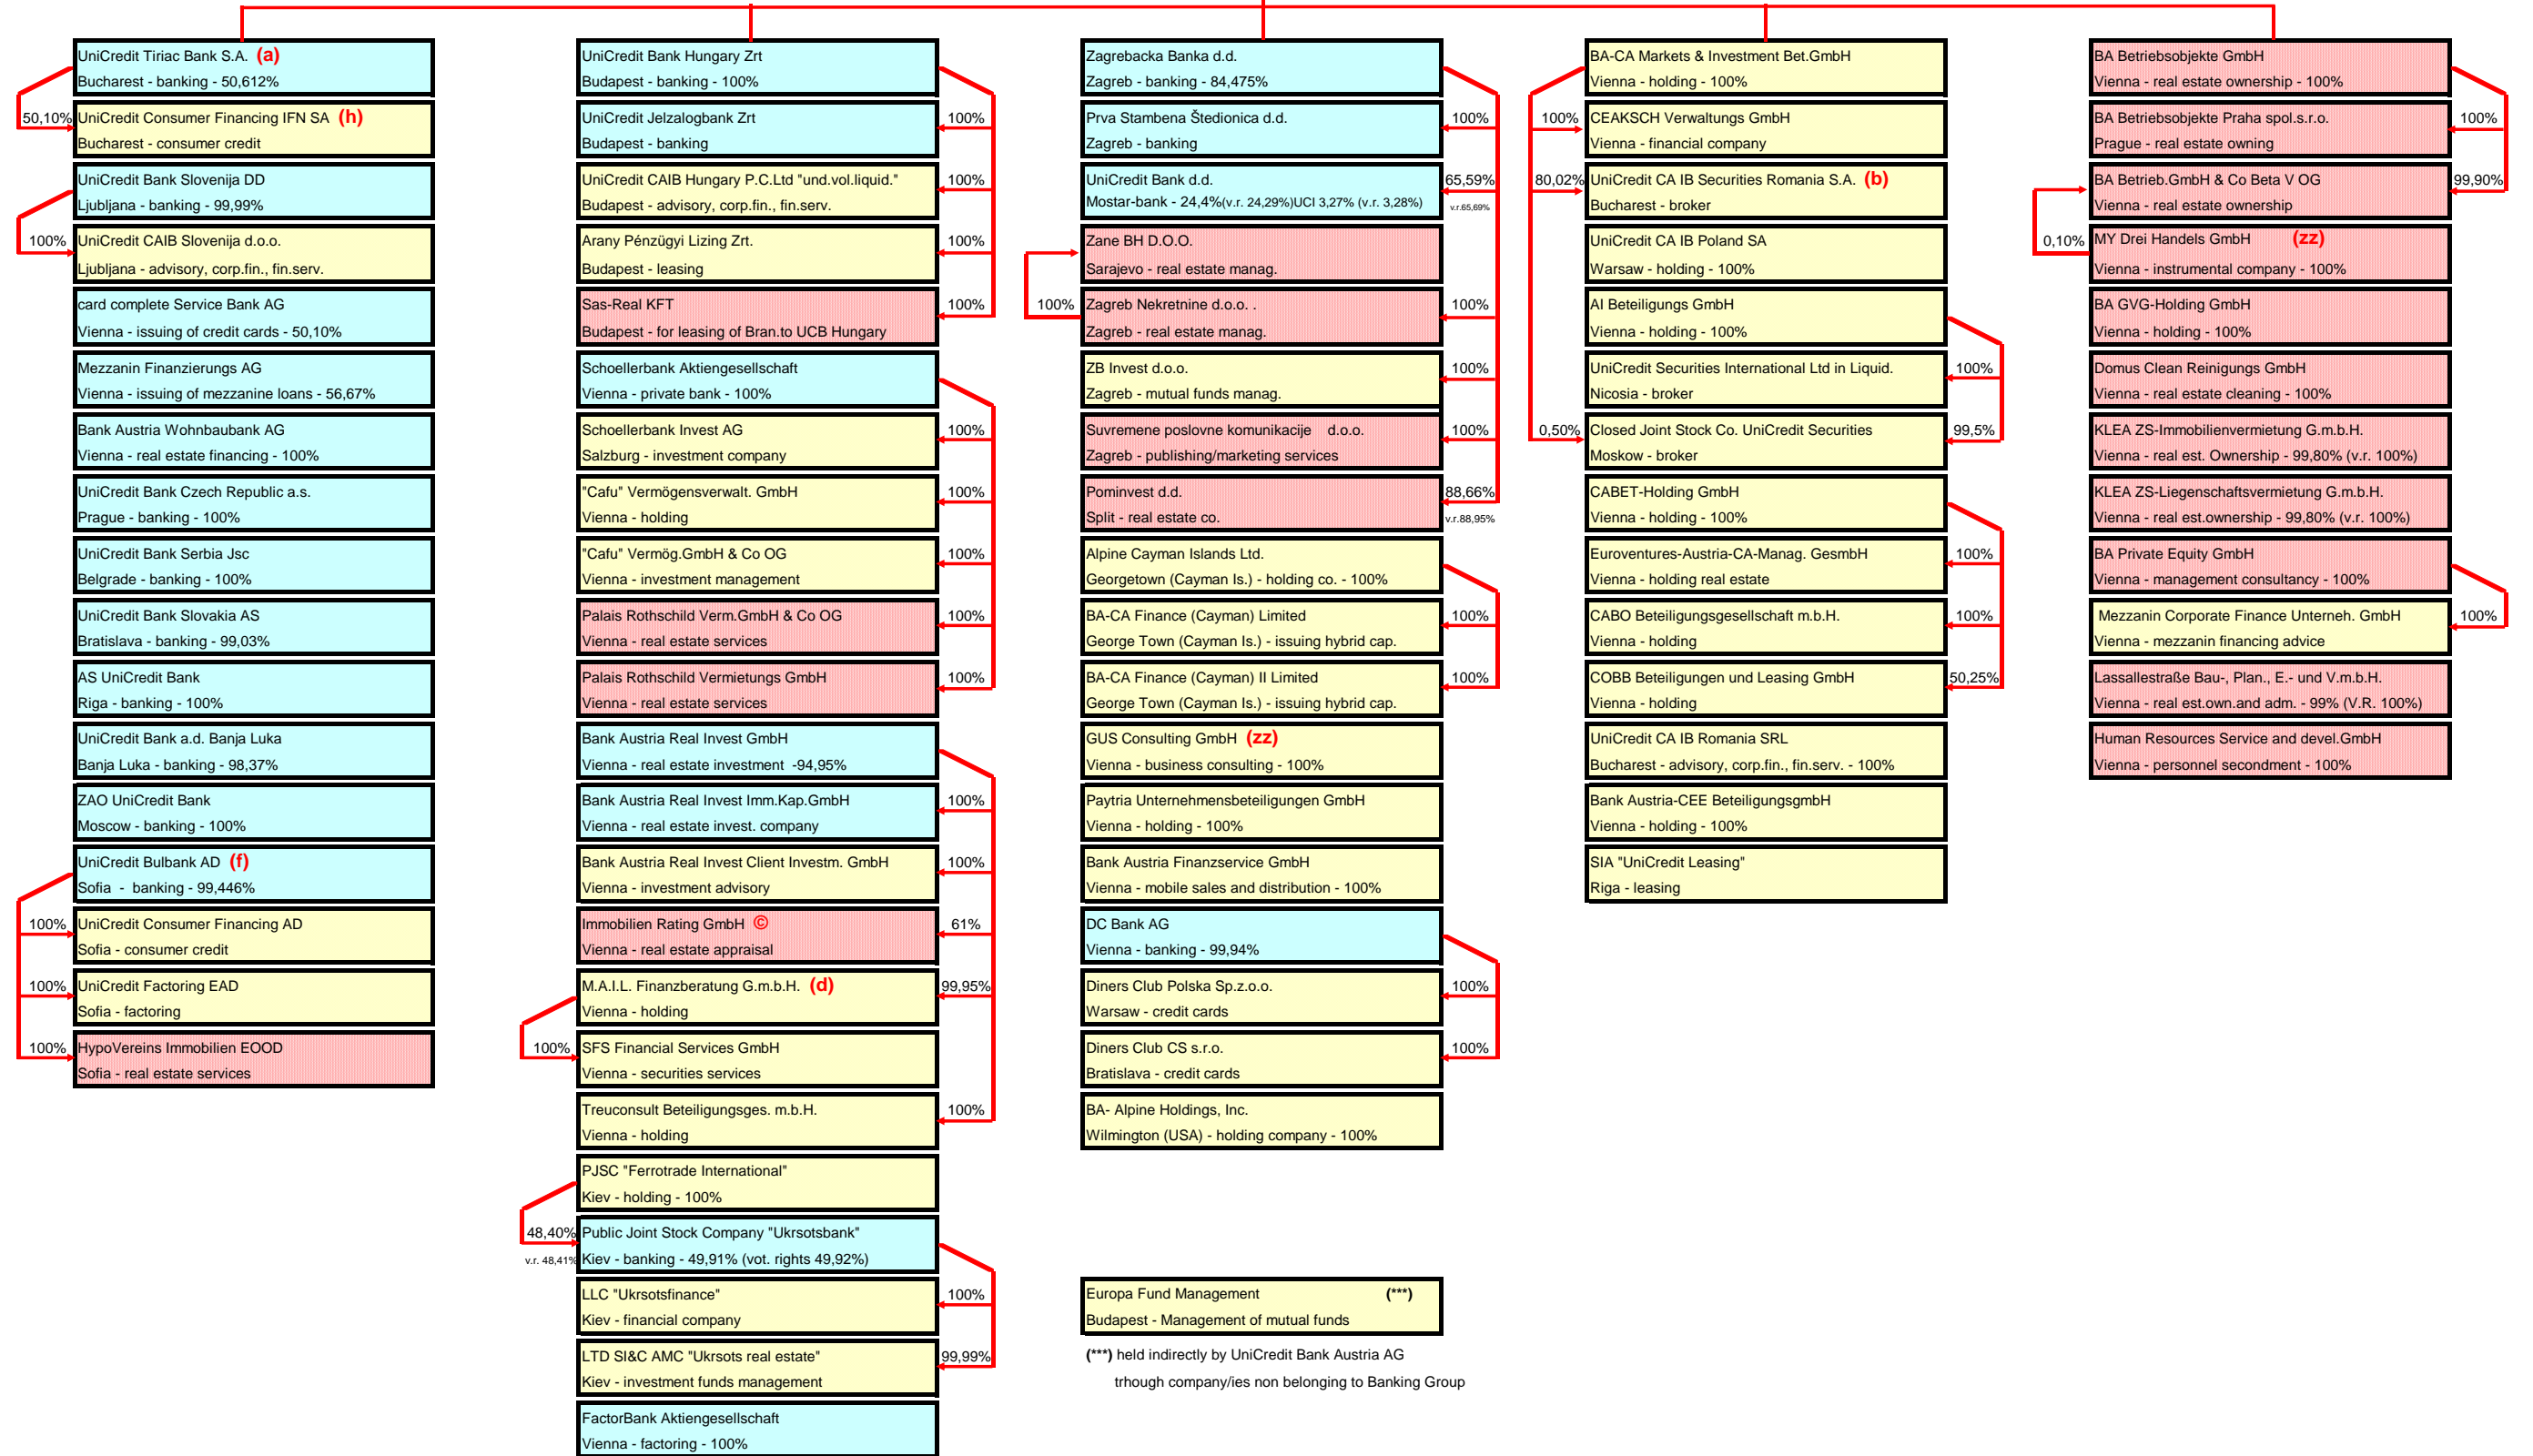 UniCredit Tiriac Bank S.A. (a)
Bucharest - banking - 50,612%
50,10%
UniCredit Consumer Financing IFN SA (h)
Bucharest - consumer credit
UniCredit Bank Slovenija DD
Ljubljana - banking - 99,99%
100%
UniCredit CAIB Slovenija d.o.o.
Ljubljana - advisory, corp.fin., fin.serv.
card complete Service Bank AG
Vienna - issuing of credit cards - 50,10%
Mezzanin Finanzierungs AG
Vienna - issuing of mezzanine loans - 56,67%
Bank Austria Wohnbaubank AG
Vienna - real estate financing - 100%
UniCredit Bank Czech Republic a.s.
Prague - banking - 100%
UniCredit Bank Serbia Jsc
Belgrade - banking - 100%
UniCredit Bank Slovakia AS
Bratislava - banking - 99,03%
AS UniCredit Bank
Riga - banking - 100%
UniCredit Bank a.d. Banja Luka
Banja Luka - banking - 98,37%
ZAO UniCredit Bank
Moscow - banking - 100%
UniCredit Bulbank AD (f)
Sofia - banking - 99,446%
100%
UniCredit Consumer Financing AD
Sofia - consumer credit
100%
UniCredit Factoring EAD
Sofia - factoring
100%
HypoVereins Immobilien EOOD
Sofia - real estate services
UniCredit Bank Hungary Zrt
Budapest - banking - 100%
UniCredit Jelzalogbank Zrt
Budapest - banking
100%
UniCredit CAIB Hungary P.C.Ltd "und.vol.liquid."
Budapest - advisory, corp.fin., fin.serv.
100%
Arany Pénzügyi Lizing Zrt.
Budapest - leasing
100%
Sas-Real KFT
Budapest - for leasing of Bran.to UCB Hungary
100%
Schoellerbank Aktiengesellschaft
Vienna - private bank - 100%
Schoellerbank Invest AG
Salzburg - investment company
100%
"Cafu" Vermögensverwalt. GmbH
Vienna - holding
100%
"Cafu" Vermög.GmbH & Co OG
Vienna - investment management
100%
Palais Rothschild Verm.GmbH & Co OG
Vienna - real estate services
100%
Palais Rothschild Vermietungs GmbH
Vienna - real estate services
100%
Bank Austria Real Invest GmbH
Vienna - real estate investment -94,95%
Bank Austria Real Invest Imm.Kap.GmbH
Vienna - real estate invest. company
100%
Bank Austria Real Invest Client Investm. GmbH
Vienna - investment advisory
100%
Immobilien Rating GmbH ©
Vienna - real estate appraisal
61%
M.A.I.L. Finanzberatung G.m.b.H. (d)
Vienna - holding
99,95%
100%
SFS Financial Services GmbH
Vienna - securities services
Treuconsult Beteiligungsges. m.b.H.
Vienna - holding
100%
PJSC "Ferrotrade International"
Kiev - holding - 100%
48,40%
v.r. 48,41%
Public Joint Stock Company "Ukrsotsbank"
Kiev - banking - 49,91% (vot. rights 49,92%)
LLC "Ukrsotsfinance"
Kiev - financial company
100%
LTD SI&C AMC "Ukrsots real estate"
Kiev - investment funds management
99,99%
FactorBank Aktiengesellschaft
Vienna - factoring - 100%
Zagrebacka Banka d.d.
Zagreb - banking - 84,475%
Prva Stambena Štedionica d.d.
Zagreb - banking
100%
UniCredit Bank d.d.
Mostar-bank - 24,4%(v.r. 24,29%)UCI 3,27% (v.r. 3,28%)
65,59%
v.r.65,69%
Zane BH D.O.O.
Sarajevo - real estate manag.
100%
Zagreb Nekretnine d.o.o. .
Zagreb - real estate manag.
100%
ZB Invest d.o.o.
Zagreb - mutual funds manag.
100%
Suvremene poslovne komunikacije d.o.o.
Zagreb - publishing/marketing services
100%
Pominvest d.d.
Split - real estate co.
88,66%
v.r.88,95%
Alpine Cayman Islands Ltd.
Georgetown (Cayman Is.) - holding co. - 100%
BA-CA Finance (Cayman) Limited
George Town (Cayman Is.) - issuing hybrid cap.
100%
BA-CA Finance (Cayman) II Limited
George Town (Cayman Is.) - issuing hybrid cap.
100%
GUS Consulting GmbH (zz)
Vienna - business consulting - 100%
Paytria Unternehmensbeteiligungen GmbH
Vienna - holding - 100%
Bank Austria Finanzservice GmbH
Vienna - mobile sales and distribution - 100%
DC Bank AG
Vienna - banking - 99,94%
Diners Club Polska Sp.z.o.o.
Warsaw - credit cards
100%
Diners Club CS s.r.o.
Bratislava - credit cards
100%
BA- Alpine Holdings, Inc.
Wilmington (USA) - holding company - 100%
Europa Fund Management (***)
Budapest - Management of mutual funds
(***) held indirectly by UniCredit Bank Austria AG
trhough company/ies non belonging to Banking Group
BA-CA Markets & Investment Bet.GmbH
Vienna - holding - 100%
100%
CEAKSCH Verwaltungs GmbH
Vienna - financial company
80,02%
UniCredit CA IB Securities Romania S.A. (b)
Bucharest - broker
UniCredit CA IB Poland SA
Warsaw - holding - 100%
AI Beteiligungs GmbH
Vienna - holding - 100%
UniCredit Securities International Ltd in Liquid.
Nicosia - broker
100%
0,50%
Closed Joint Stock Co. UniCredit Securities
Moskow - broker
99,5%
CABET-Holding GmbH
Vienna - holding - 100%
Euroventures-Austria-CA-Manag. GesmbH
Vienna - holding real estate
100%
CABO Beteiligungsgesellschaft m.b.H.
Vienna - holding
100%
COBB Beteiligungen und Leasing GmbH
Vienna - holding
50,25%
UniCredit CA IB Romania SRL
Bucharest - advisory, corp.fin., fin.serv. - 100%
Bank Austria-CEE BeteiligungsgmbH
Vienna - holding - 100%
SIA "UniCredit Leasing"
Riga - leasing
BA Betriebsobjekte GmbH
Vienna - real estate ownership - 100%
BA Betriebsobjekte Praha spol.s.r.o.
Prague - real estate owning
100%
BA Betrieb.GmbH & Co Beta V OG
Vienna - real estate ownership
99,90%
0,10%
MY Drei Handels GmbH (zz)
Vienna - instrumental company - 100%
BA GVG-Holding GmbH
Vienna - holding - 100%
Domus Clean Reinigungs GmbH
Vienna - real estate cleaning - 100%
KLEA ZS-Immobilienvermietung G.m.b.H.
Vienna - real est. Ownership - 99,80% (v.r. 100%)
KLEA ZS-Liegenschaftsvermietung G.m.b.H.
Vienna - real est.ownership - 99,80% (v.r. 100%)
BA Private Equity GmbH
Vienna - management consultancy - 100%
Mezzanin Corporate Finance Unterneh. GmbH
Vienna - mezzanin financing advice
100%
Lassallestraße Bau-, Plan., E.- und V.m.b.H.
Vienna - real est.own.and adm. - 99% (V.R. 100%)
Human Resources Service and devel.GmbH
Vienna - personnel secondment - 100%